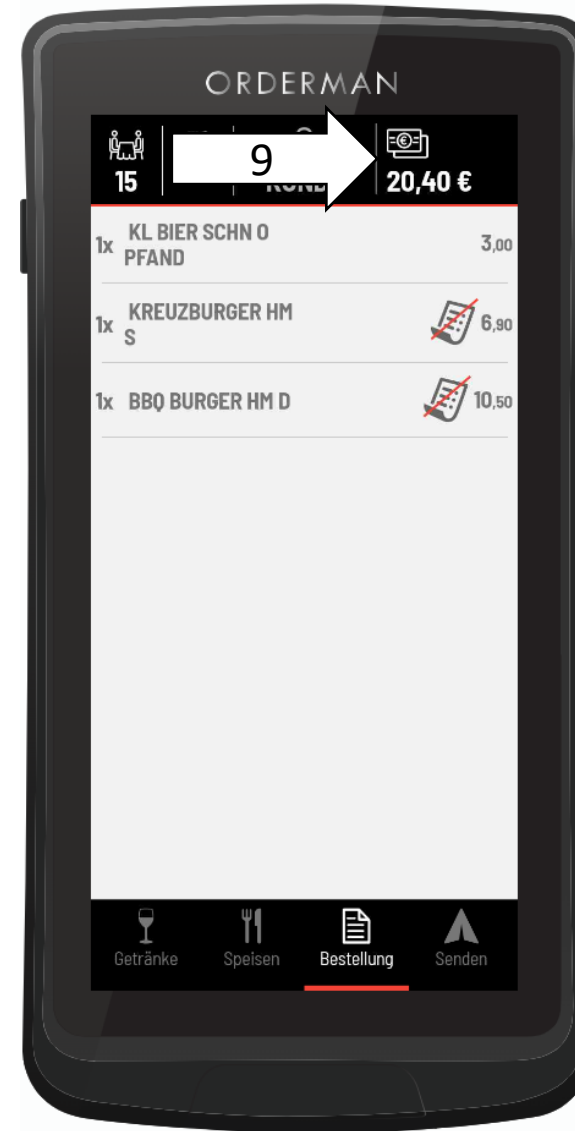 ORDERMAN
9
15
20,40 €
1x KL BIER SCHN O
PFAND
3,00
1x KREUZBURGER HM
S
6,90
1x BBQ BURGER HM D
10,50
Getränke Speisen Bestellung Senden